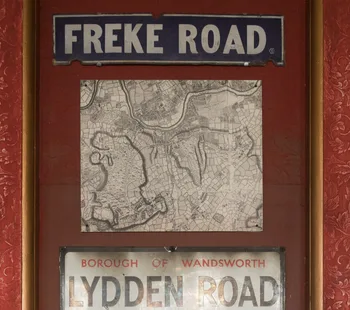 FREKE ROAD
BOROUGH OF WANDSWORTH
LYDDEN ROAD